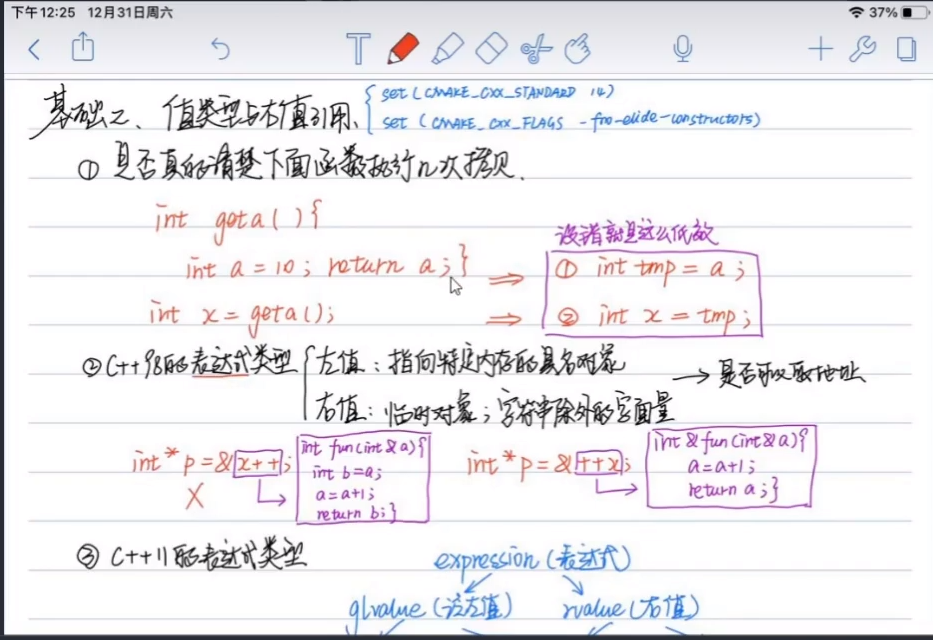 下午12:25 12月31日周六
37%
基础二、值类型与右值引用、
set (CMAKE_CXX_STANDARD 14)
set (CMAKE_CXX_FLAGS -fno-elide-constructors)
① 是否真的清楚下面函数执行几次拷贝.
int geta(){
int a = 10; return a;}
int x = geta();
没错就是这么低效
① int tmp = a;
② int x = tmp;
② C++98的表达式类型
左值: 指向特定内存的具名对象
右值: 临时对象; 字符串除外的字面量
→ 是否可以取地址
int* p = &x++;
X
int fun(int&a){
int b=a;
a=a+1;
return b;}
int* p = &++x;
int & fun(int&a){
a=a+1;
return a;}
③ C++11的表达式类型
expression (表达式)
glvalue (泛左值)
rvalue (右值)